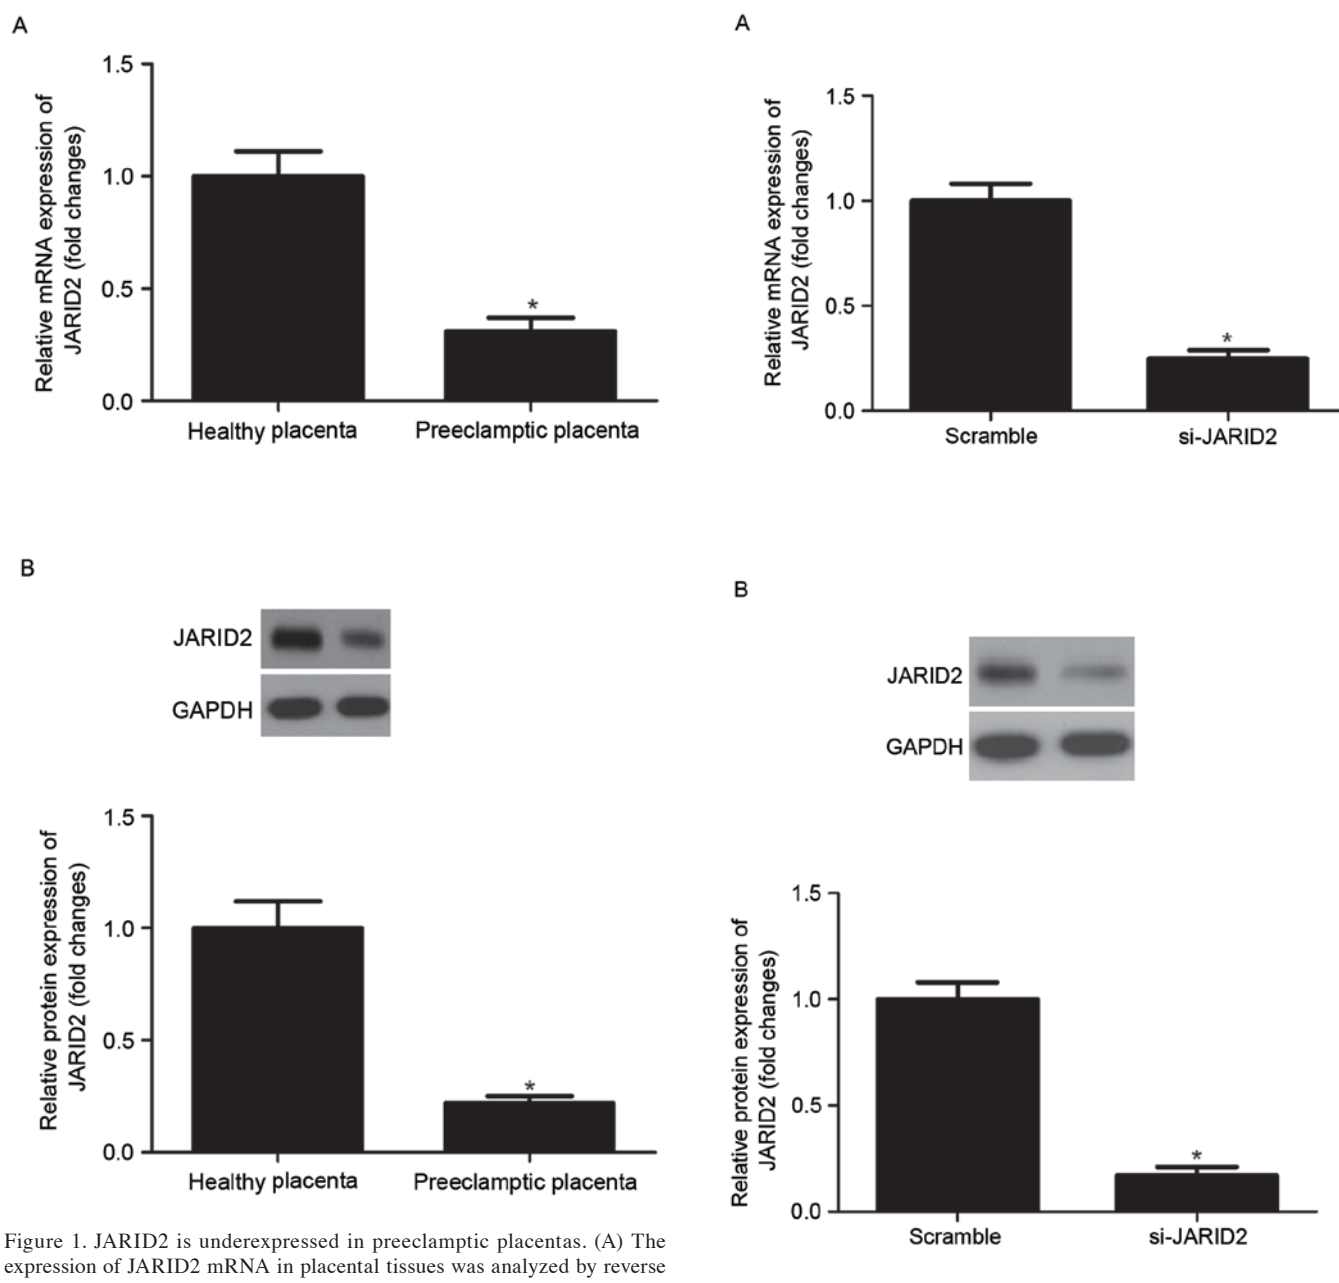 A
1.5
1.0
0.5
0.0
Relative mRNA expression of
JARID2 (fold changes)
*
Healthy placenta
Preeclamptic placenta
B
JARID2
GAPDH
1.5
1.0
0.5
0.0
Relative protein expression of
JARID2 (fold changes)
*
Healthy placenta
Preeclamptic placenta
Figure 1. JARID2 is underexpressed in preeclamptic placentas. (A) The
expression of JARID2 mRNA in placental tissues was analyzed by reverse
A
1.5
1.0
0.5
0.0
Relative mRNA expression of
JARID2 (fold changes)
*
Scramble
si-JARID2
B
JARID2
GAPDH
1.5
1.0
0.5
0.0
Relative protein expression of
JARID2 (fold changes)
*
Scramble
si-JARID2